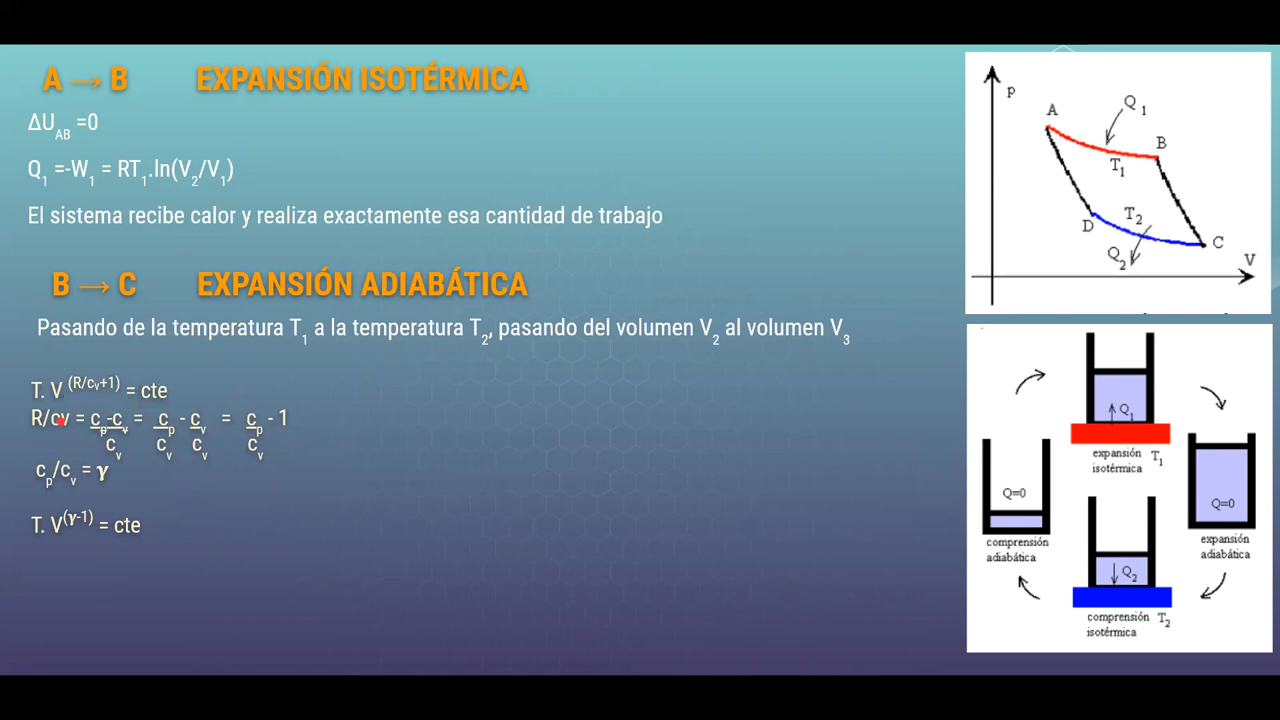 A → B EXPANSIÓN ISOTÉRMICA
ΔU_AB =0
Q_1 =-W_1 = RT_1.ln(V_2/V_1)
El sistema recibe calor y realiza exactamente esa cantidad de trabajo
B → C EXPANSIÓN ADIABÁTICA
Pasando de la temperatura T_1 a la temperatura T_2, pasando del volumen V_2 al volumen V_3
T. V^(R/c_v+1) = cte
R/cv = c_p-c_v = c_p - c_v = c_p - 1
c_v c_v c_v c_v
c_p/c_v = γ
T. V^(γ-1) = cte
p
A
Q_1
B
T_1
D
T_2
Q_2
C
V
Q_1
expansión
isotérmica T_1
Q=0
expansión
adiabática
Q_2
comprensión
isotérmica T_2
Q=0
comprensión
adiabática